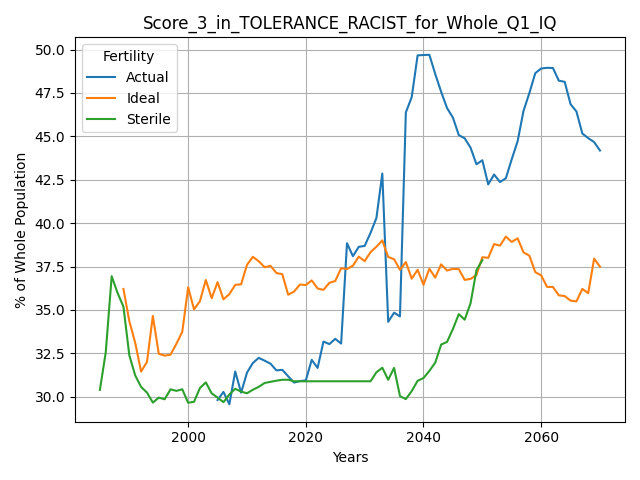 Score_3_in_TOLERANCE_RACIST_for_Whole_Q1_IQ
% of Whole Population
50.0
47.5
45.0
42.5
40.0
37.5
35.0
32.5
30.0
Fertility
Actual
Ideal
Sterile
2000
2020
2040
2060
Years